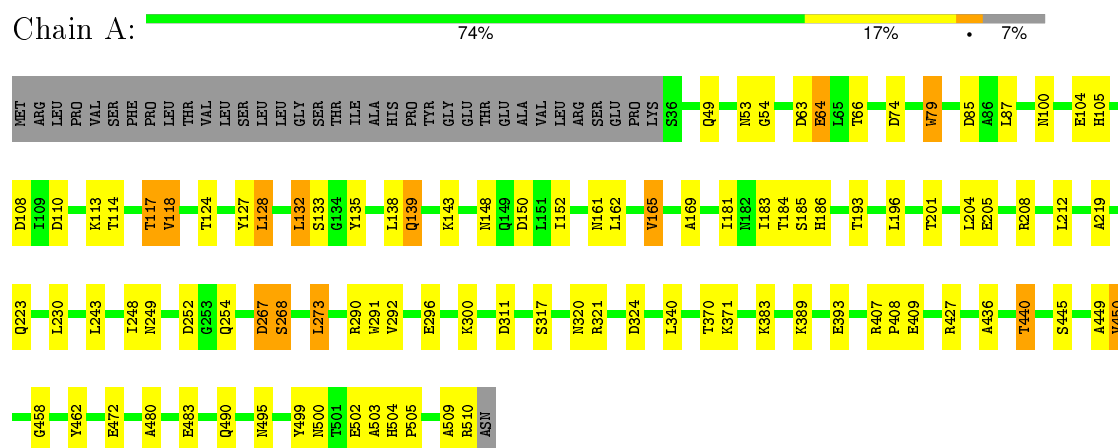 Chain A:
74% 17% • 7%
MET ARG LEU PRO VAL SER PHE PRO LEU THR VAL LEU SER LEU LEU GLY SER THR ILE ALA HIS PRO TYR GLY GLU THR GLU ALA VAL LEU ARG SER GLU PRO LYS S36 Q49 N53 G54 D63 E64 L65 T66 D74 W79 D85 A86 L87 N100 E104 H105
D108 I109 D110 K113 T114 T117 V118 T124 Y127 L128 L132 S133 G134 Y135 L138 Q139 K143 N148 Q149 D150 L151 I152 N161 L162 V165 A169 I181 N182 I183 T184 S185 H186 T193 L196 T201 L204 E205 R208 L212 A219
Q223 L230 L243 I248 N249 D252 G253 Q254 D267 S268 L273 R290 W291 V292 E296 K300 D311 S317 N320 R321 D324 L340 T370 K371 K383 K389 E393 R407 P408 E409 R427 A436 T440 S445 A449 V450
G458 Y462 E472 A480 E483 Q490 N495 Y499 N500 T501 E502 A503 H504 P505 A509 R510 ASN